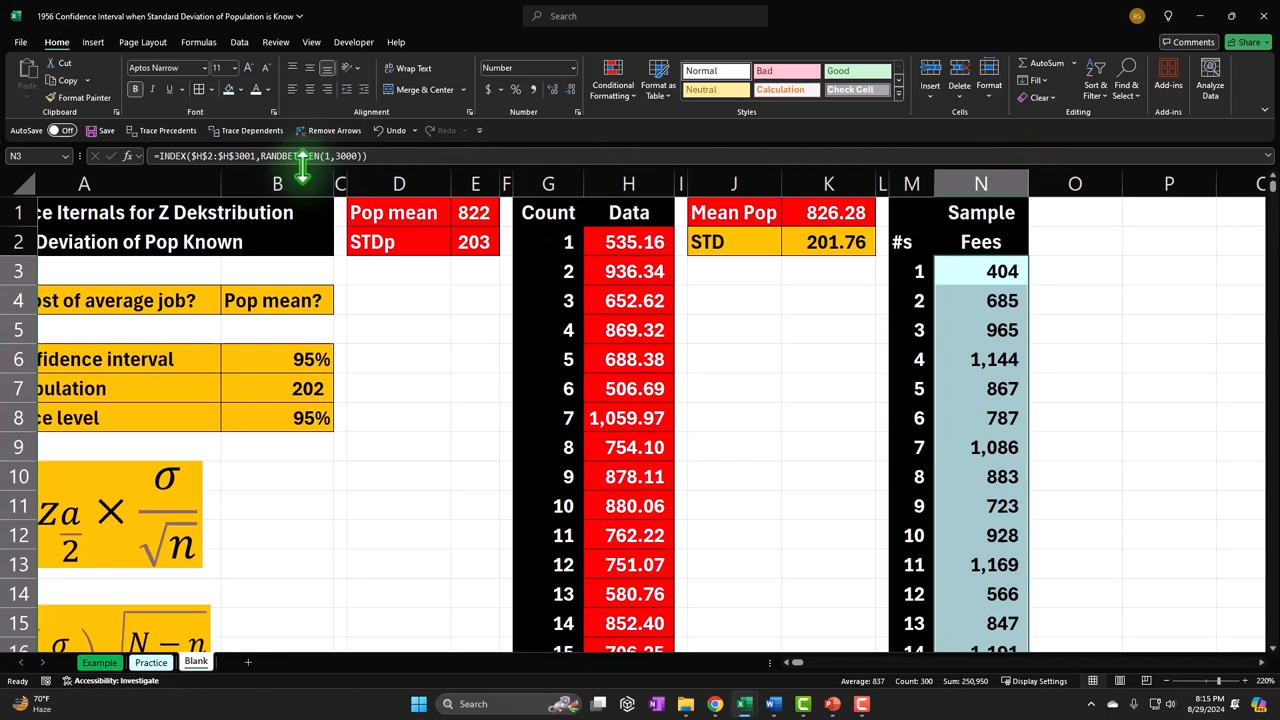 1956 Confidence Interval when Standard Deviation of Population is Know
Search
BS
File Home Insert Page Layout Formulas Data Review View Developer Help
Comments Share
Cut
Copy
Format Painter
Paste
Clipboard
Aptos Narrow 11
Font
Wrap Text
Merge & Center
Alignment
Number
Number
Conditional Formatting
Format as Table
Normal Bad Good
Neutral Calculation Check Cell
Styles
Insert Delete Format
Cells
AutoSum
Fill
Clear
Sort & Filter
Find & Select
Editing
Add-ins
Add-ins
Analyze Data
AutoSave Off Save Trace Precedents Trace Dependents Remove Arrows Undo Redo
N3 fx =INDEX($H$2:$H$3001,RANDBETWEEN(1,3000))
A B C D E F G H I J K L M N O P
1 ce Iternals for Z Dekstribution Pop mean 822 Count Data Mean Pop 826.28 Sample
2 Deviation of Pop Known STDp 203 1 535.16 STD 201.76 #s Fees
3 2 936.34 1 404
4 ost of average job? Pop mean? 3 652.62 2 685
5 4 869.32 3 965
6 fidence interval 95% 5 688.38 4 1,144
7 pulation 202 6 506.69 5 867
8 ce level 95% 7 1,059.97 6 787
9 8 754.10 7 1,086
10 9 878.11 8 883
11 10 880.06 9 723
12 11 762.22 10 928
13 12 751.07 11 1,169
14 13 580.76 12 566
15 14 852.40 13 847
za/2 × σ/√n
σ N − n
Example Practice Blank
Ready Accessibility: Investigate Average: 837 Count: 300 Sum: 250,950 Display Settings 220%
70°F
Haze
Search
8:15 PM
8/29/2024